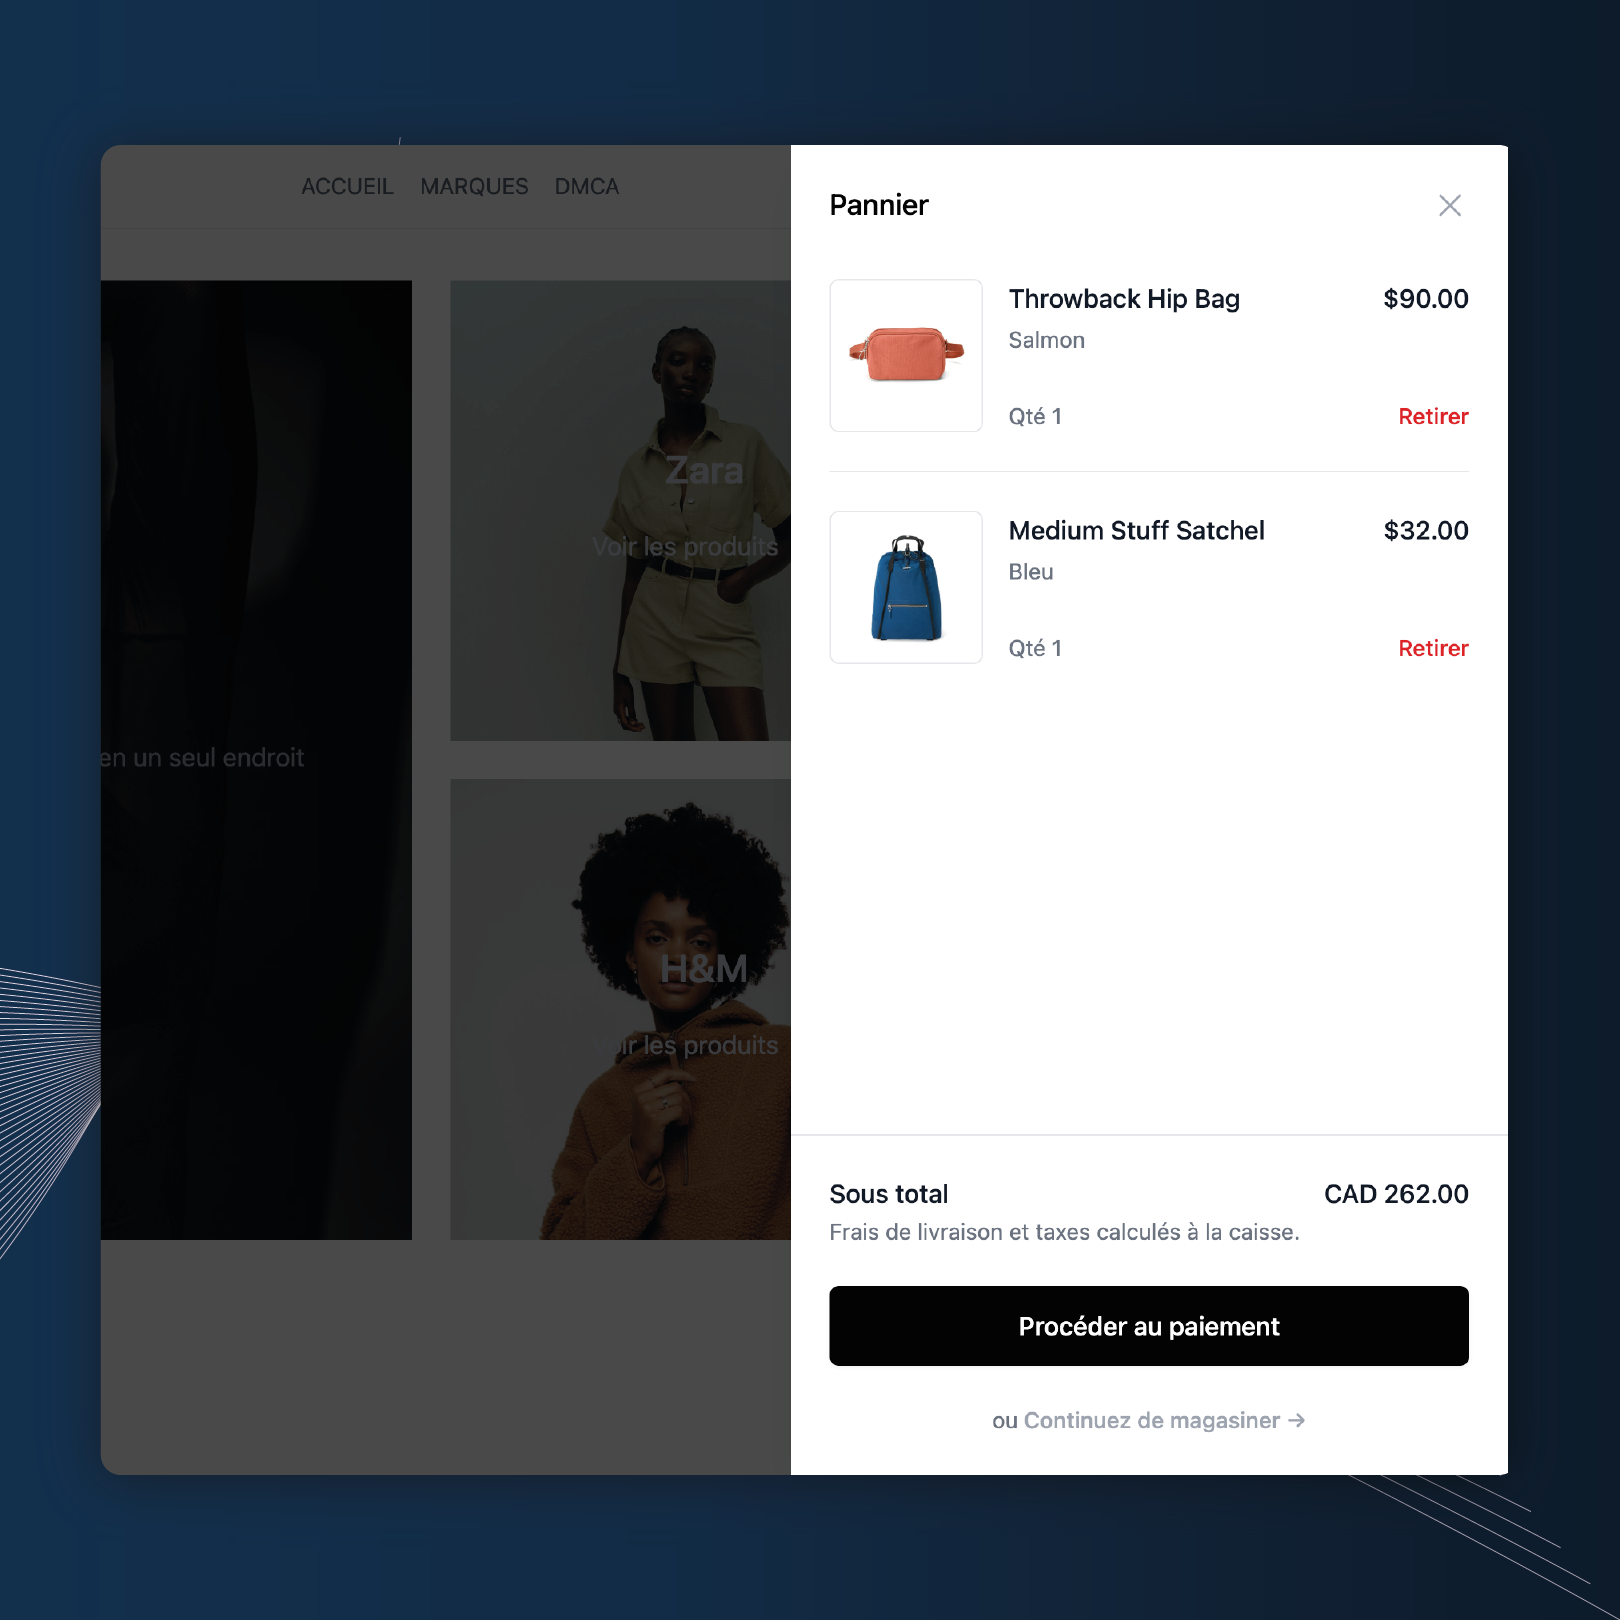 ACCUEIL MARQUES DMCA
en un seul endroit
Zara
Voir les produits
H&M
Voir les produits
Pannier
Throwback Hip Bag $90.00
Salmon
Qté 1 Retirer
Medium Stuff Satchel $32.00
Bleu
Qté 1 Retirer
Sous total CAD 262.00
Frais de livraison et taxes calculés à la caisse.
Procéder au paiement
ou Continuez de magasiner →